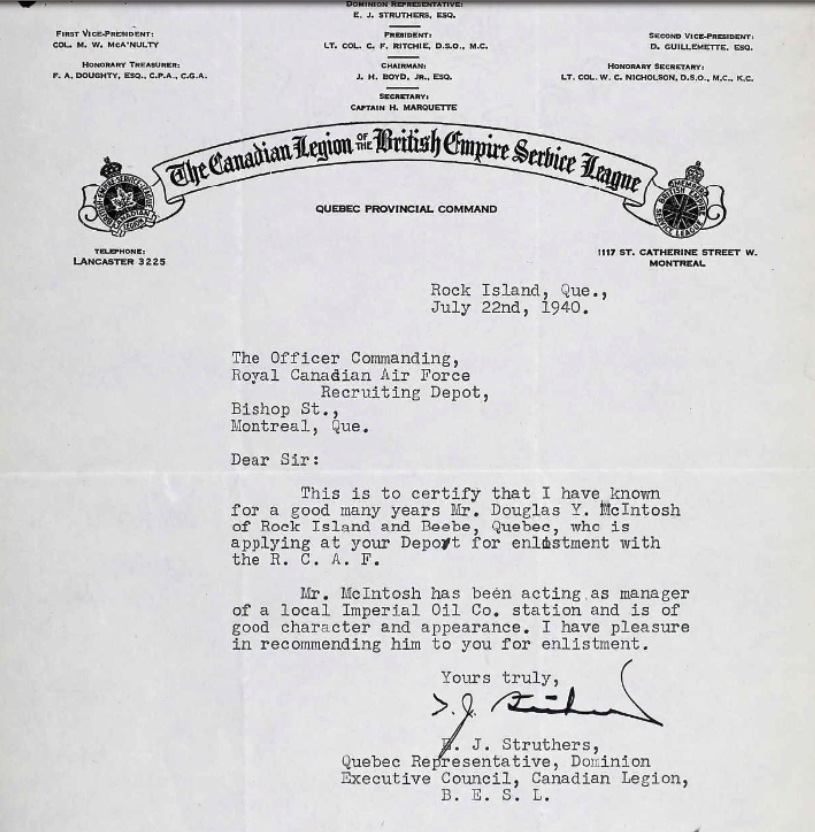 DOMINION REPRESENTATIVE:
E. J. STRUTHERS, ESQ.
FIRST VICE-PRESIDENT:
COL. M. W. MCA'NULTY
HONORARY TREASURER:
F. A. DOUGHTY, ESQ., C.P.A., C.G.A.
PRESIDENT:
LT. COL. C. F. RITCHIE, D.S.O., M.C.
CHAIRMAN:
J. H. BOYD, JR., ESQ.
SECRETARY:
CAPTAIN H. MARQUETTE
SECOND VICE-PRESIDENT:
D. GUILLEMETTE, ESQ.
HONORARY SECRETARY:
LT. COL. W. C. NICHOLSON, D.S.O., M.C., K.C.
The Canadian Legion OF THE British Empire Service League
QUEBEC PROVINCIAL COMMAND
TELEPHONE:
LANCASTER 3225
1117 ST. CATHERINE STREET W.
MONTREAL
Rock Island, Que.,
July 22nd, 1940.
The Officer Commanding,
Royal Canadian Air Force
Recruiting Depot,
Bishop St.,
Montreal, Que.
Dear Sir:
This is to certify that I have known
for a good many years Mr. Douglas Y. McIntosh
of Rock Island and Beebe, Quebec, who is
applying at your Depot for enlistment with
the R. C. A. F.
Mr. McIntosh has been acting as manager
of a local Imperial Oil Co. station and is of
good character and appearance. I have pleasure
in recommending him to you for enlistment.
Yours truly,
E. J. Struthers,
Quebec Representative, Dominion
Executive Council, Canadian Legion,
B. E. S. L.